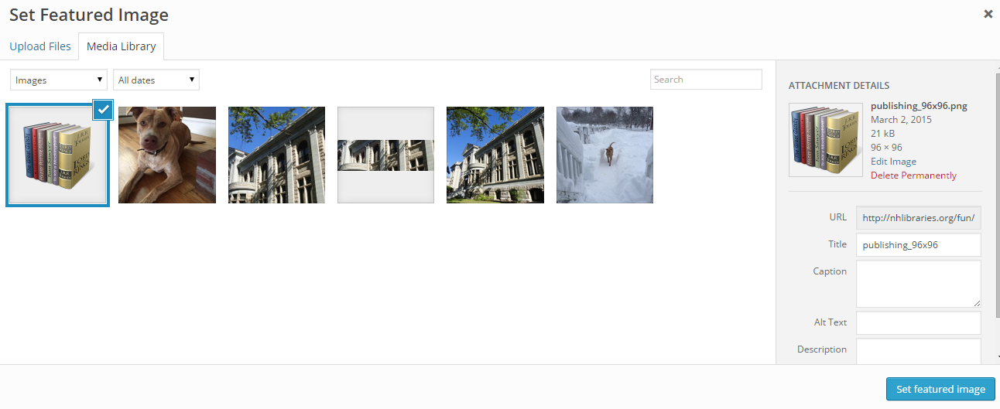 Set Featured Image
Upload Files
Media Library
Images
All dates
Search
ATTACHMENT DETAILS
publishing_96x96.png
March 2, 2015
21 kB
96 × 96
Edit Image
Delete Permanently
URL
http://nhlibraries.org/fun/
Title
publishing_96x96
Caption
Alt Text
Description
Set featured image